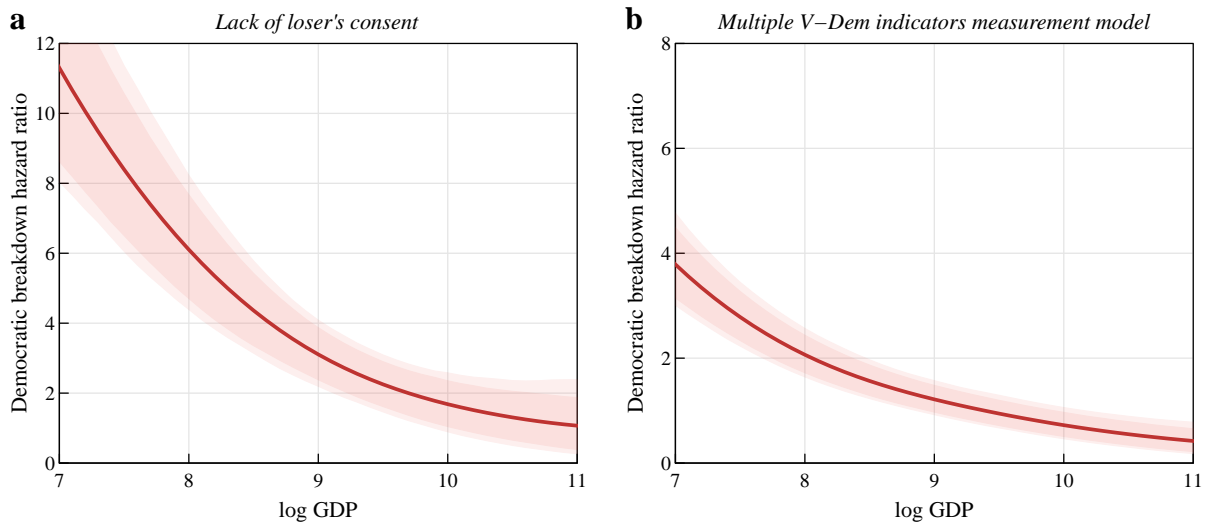 a
Lack of loser's consent
Democratic breakdown hazard ratio
12
10
8
6
4
2
0
7 8 9 10 11
log GDP
b
Multiple V−Dem indicators measurement model
Democratic breakdown hazard ratio
8
6
4
2
0
7 8 9 10 11
log GDP